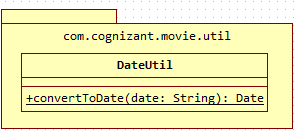 com.cognizant.movie.util
DateUtil
+convertToDate(date: String): Date